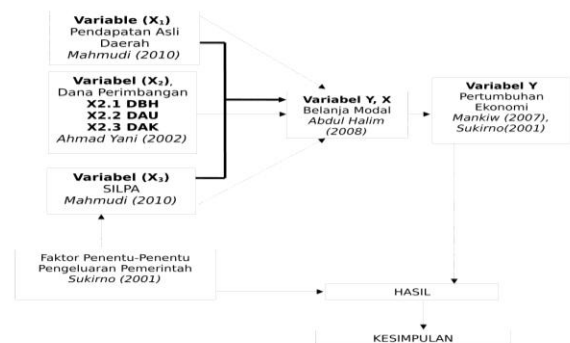 Variable (X₁)
Pendapatan Asli
Daerah
Mahmudi (2010)
Variabel (X₂),
Dana Perimbangan
X2.1 DBH
X2.2 DAU
X2.3 DAK
Ahmad Yani (2002)
Variabel (X₃)
SILPA
Mahmudi (2010)
Faktor Penentu-Penentu
Pengeluaran Pemerintah
Sukirno (2001)
Variabel Y, X
Belanja Modal
Abdul Halim
(2008)
Variabel Y
Pertumbuhan
Ekonomi
Mankiw (2007),
Sukirno(2001)
HASIL
KESIMPULAN